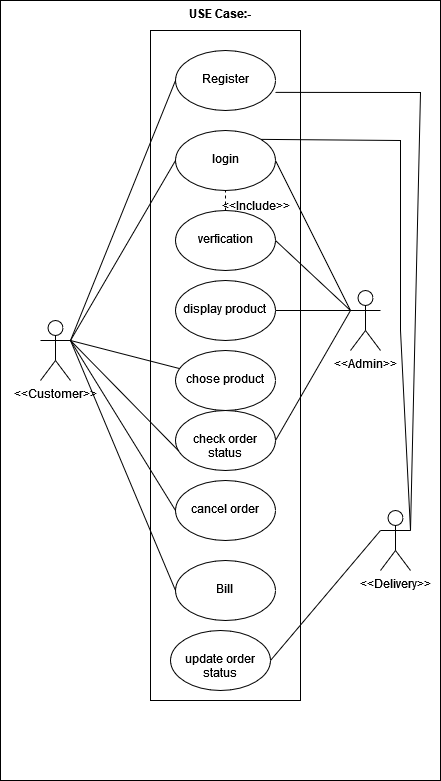 USE Case:-
Register
login
<<Include>>
verfication
display product
<<Admin>>
chose product
<<Customer>>
check order
status
cancel order
<<Delivery>>
Bill
update order
status